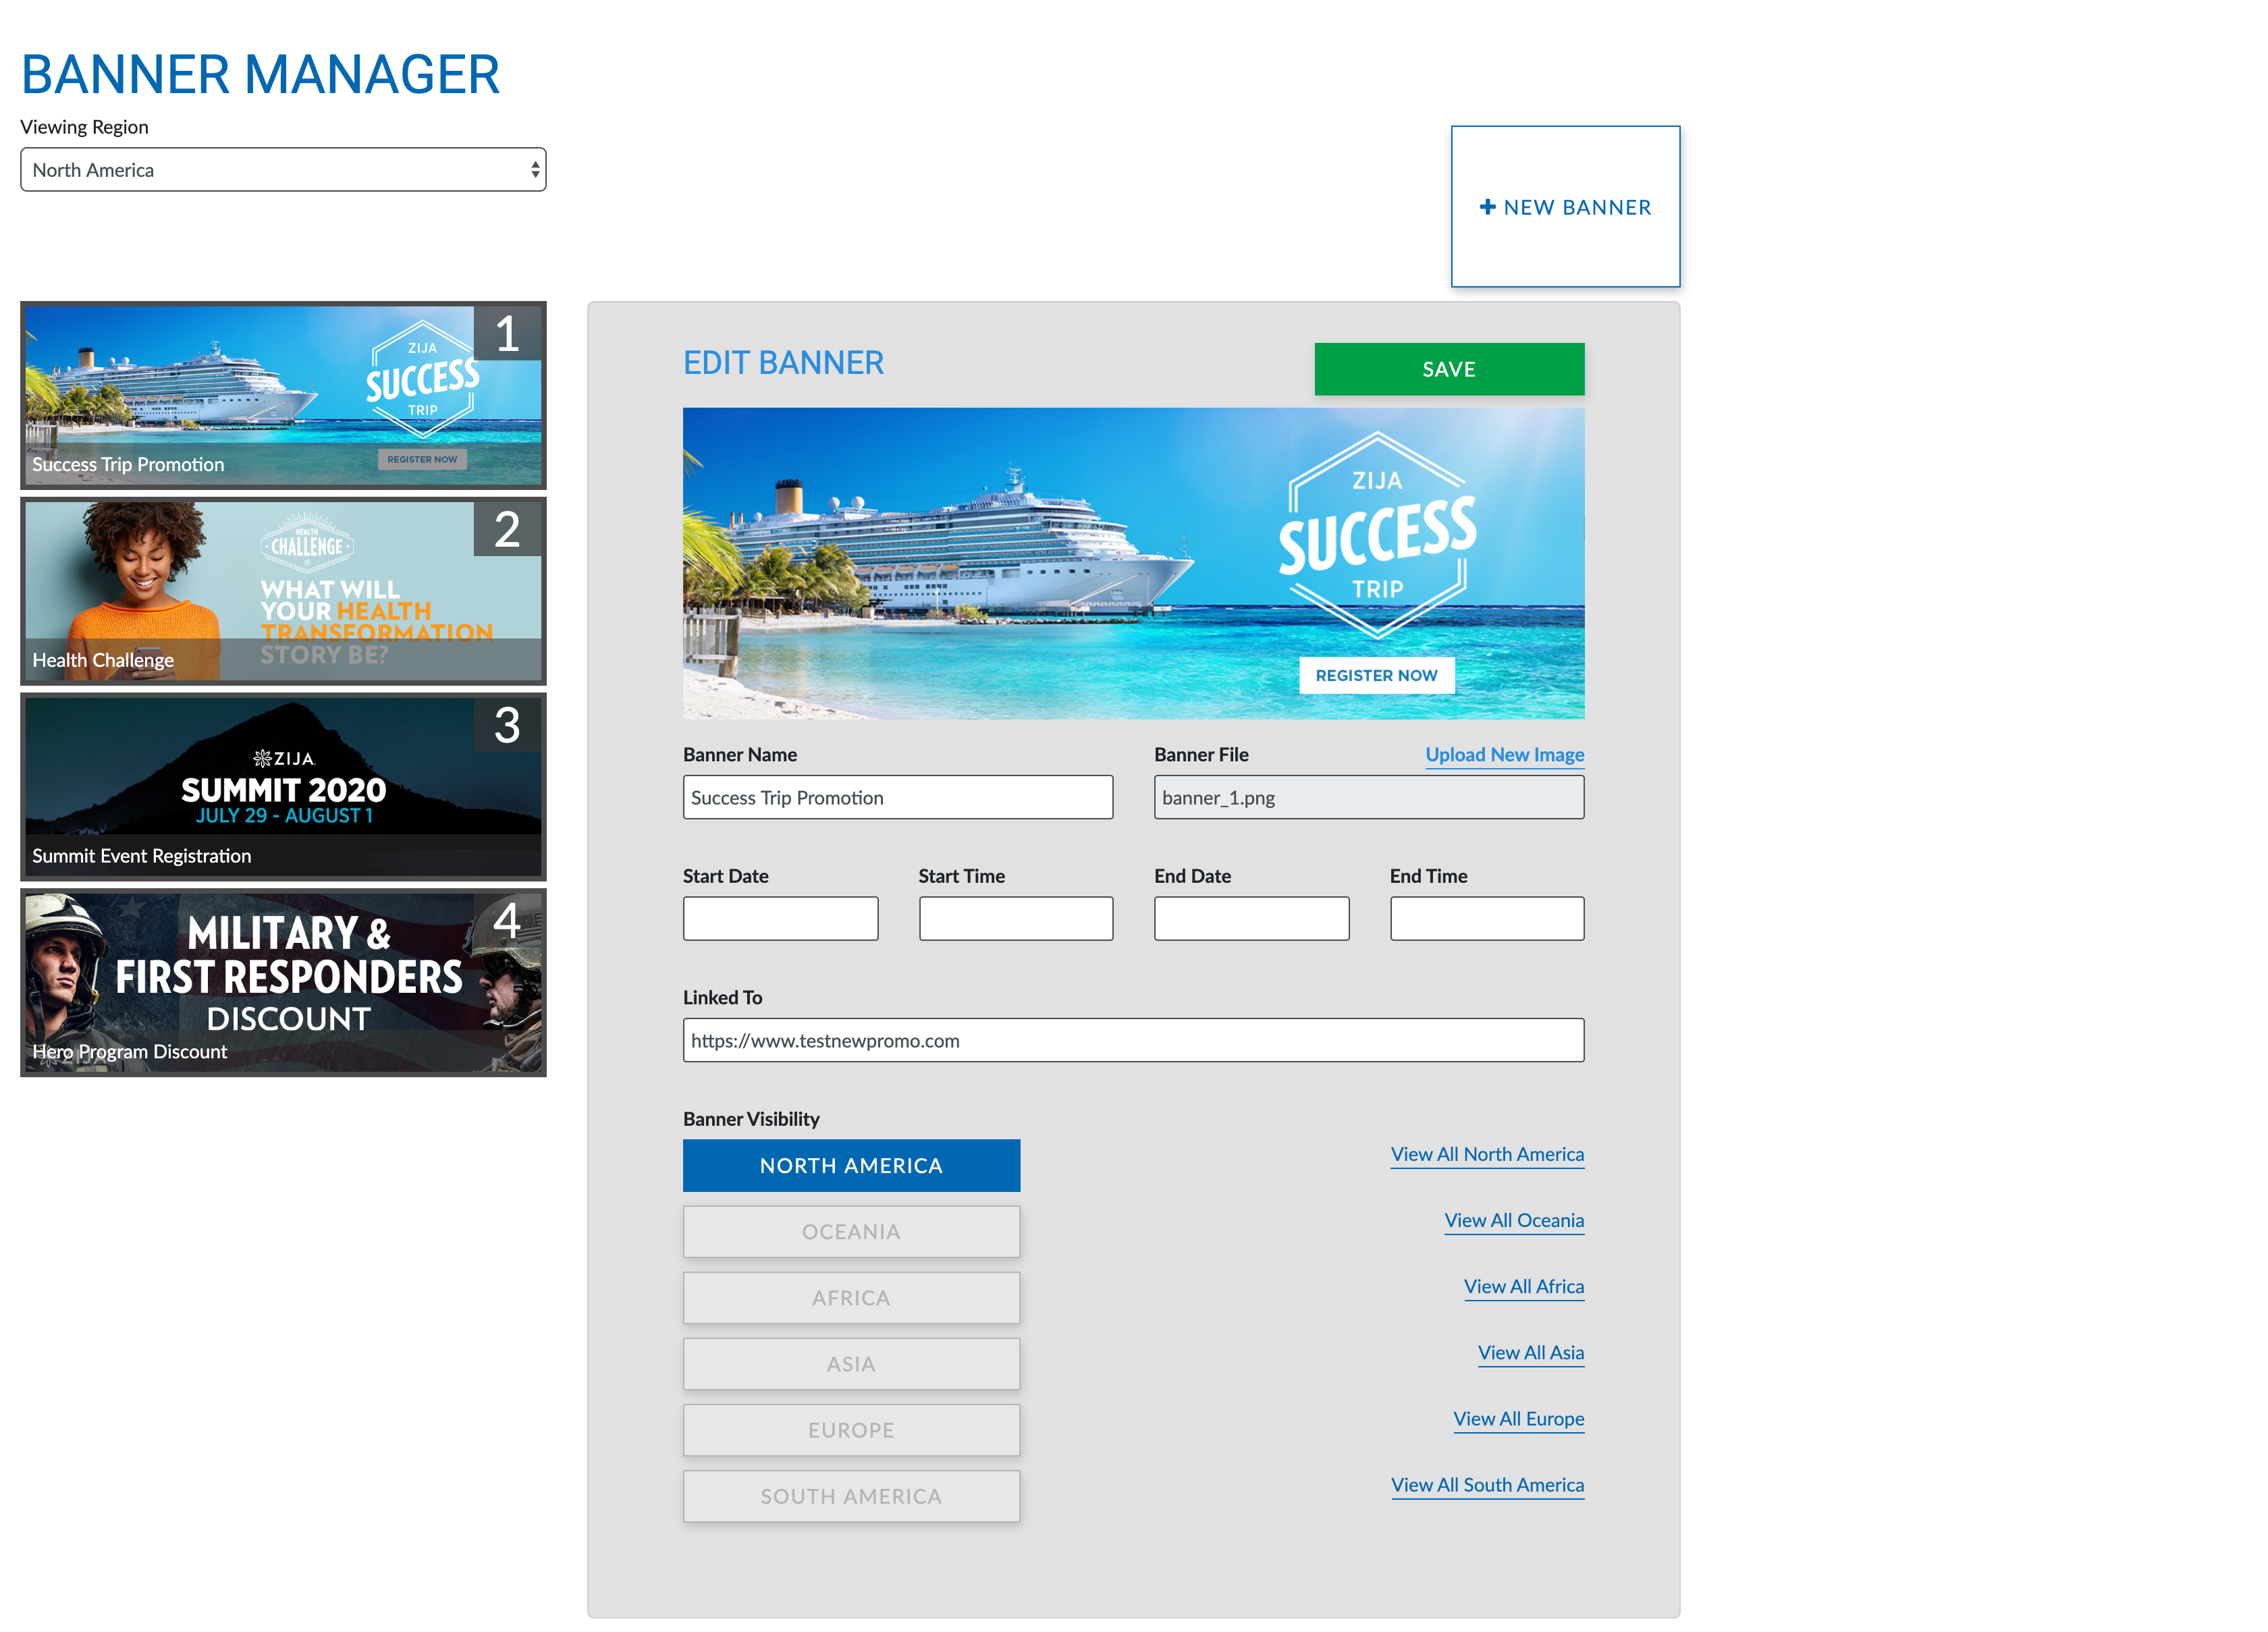 BANNER MANAGER
Viewing Region
North America
+ NEW BANNER
1
ZIJA
SUCCESS
TRIP
REGISTER NOW
Success Trip Promotion
2
HEALTH
CHALLENGE
WHAT WILL
YOUR HEALTH
TRANSFORMATION
STORY BE?
Health Challenge
3
ZIJA
SUMMIT 2020
JULY 29 - AUGUST 1
Summit Event Registration
4
MILITARY &
FIRST RESPONDERS
DISCOUNT
Hero Program Discount
ZIJA
EDIT BANNER
SAVE
ZIJA
SUCCESS
TRIP
REGISTER NOW
Banner Name
Banner File
Upload New Image
Success Trip Promotion
banner_1.png
Start Date
Start Time
End Date
End Time
Linked To
https://www.testnewpromo.com
Banner Visibility
NORTH AMERICA
View All North America
OCEANIA
View All Oceania
AFRICA
View All Africa
ASIA
View All Asia
EUROPE
View All Europe
SOUTH AMERICA
View All South America